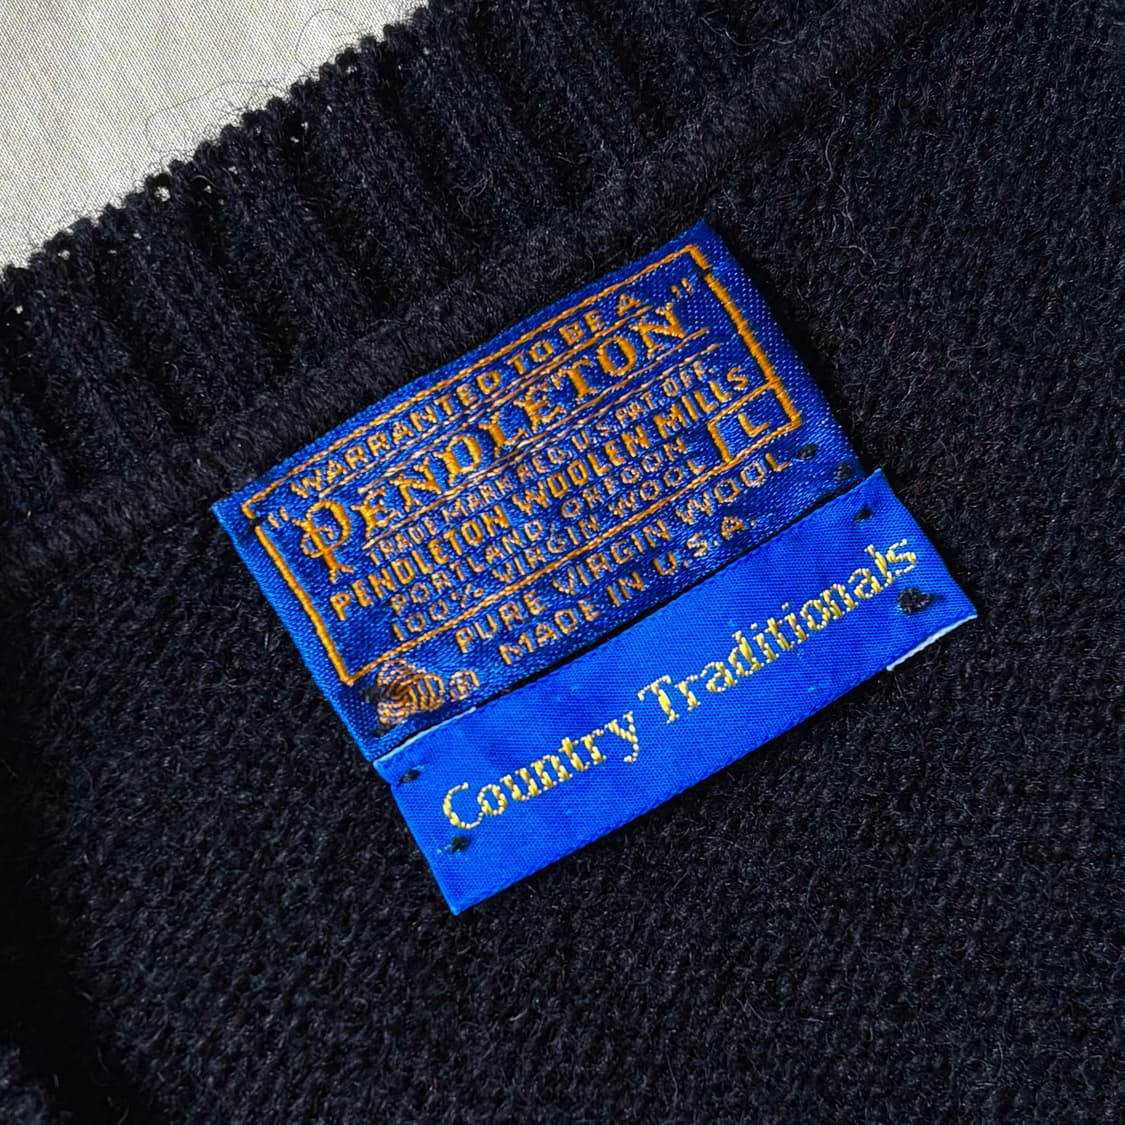 WARRANTED TO BE A
"PENDLETON"
TRADE MARK REG. U.S. PAT. OFF.
PENDLETON WOOLEN MILLS
PORTLAND, OREGON
100% VIRGIN WOOL
L
PURE VIRGIN WOOL
MADE IN U.S.A.
Country Traditionals